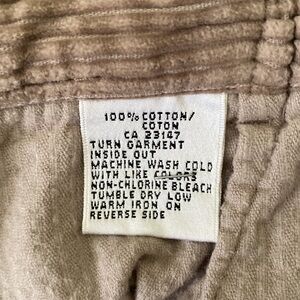 100% COTTON/
COTON
CA 23147
TURN GARMENT
INSIDE OUT
MACHINE WASH COLD
WITH LIKE COLORS
NON-CHLORINE BLEACH
TUMBLE DRY LOW
WARM IRON ON
REVERSE SIDE